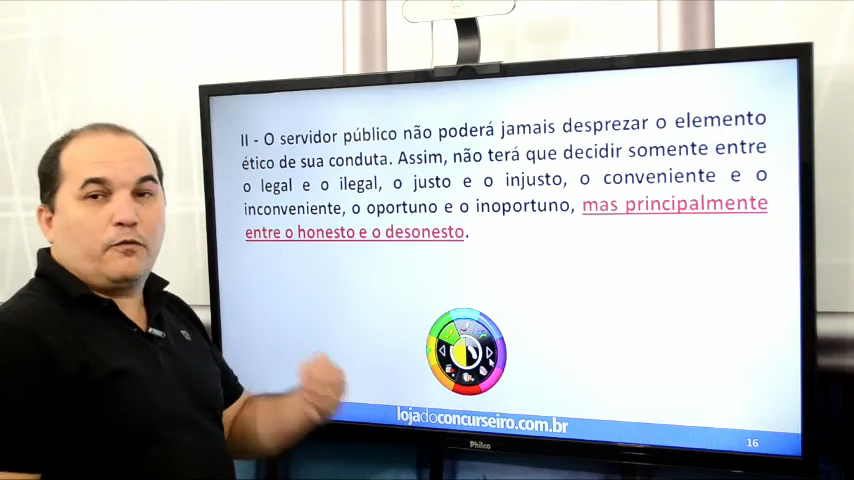 II - O servidor público não poderá jamais desprezar o elemento
ético de sua conduta. Assim, não terá que decidir somente entre
o legal e o ilegal, o justo e o injusto, o conveniente e o
inconveniente, o oportuno e o inoportuno, mas principalmente
entre o honesto e o desonesto.
lojadoconcurseiro.com.br
16
Philco